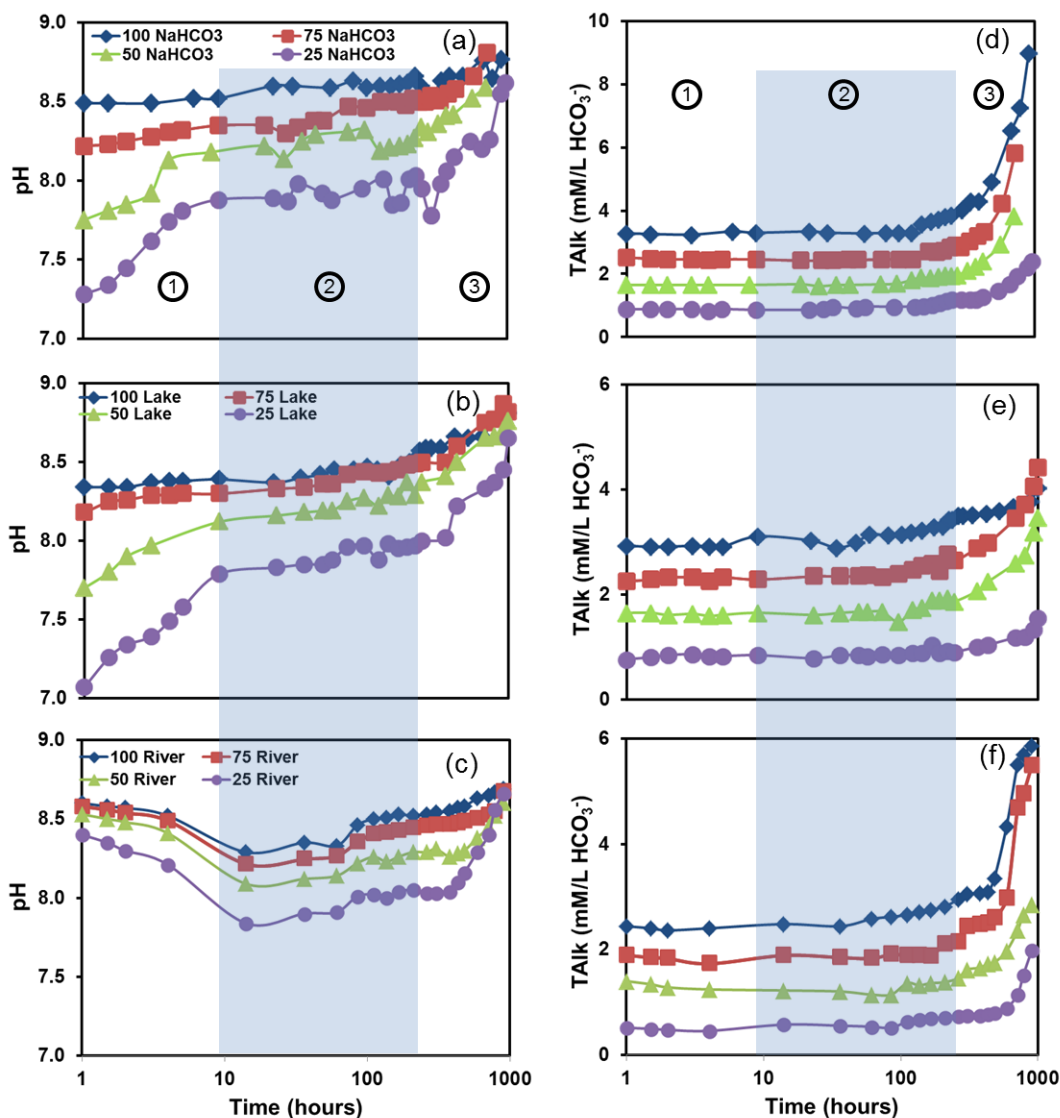 9.0
8.5
8.0
7.5
7.0
pH
100 NaHCO3 75 NaHCO3
50 NaHCO3 25 NaHCO3
(a)
1 2 3
10
8
6
4
2
0
TAlk (mM/L HCO₃⁻)
(d)
1 2 3
9.0
8.5
8.0
7.5
7.0
pH
100 Lake 75 Lake
50 Lake 25 Lake
(b)
6
4
2
0
TAlk (mM/L HCO₃⁻)
(e)
9.0
8.5
8.0
7.5
7.0
pH
100 River 75 River
50 River 25 River
(c)
1 10 100 1000
Time (hours)
6
4
2
0
TAlk (mM/L HCO₃⁻)
(f)
1 10 100 1000
Time (hours)